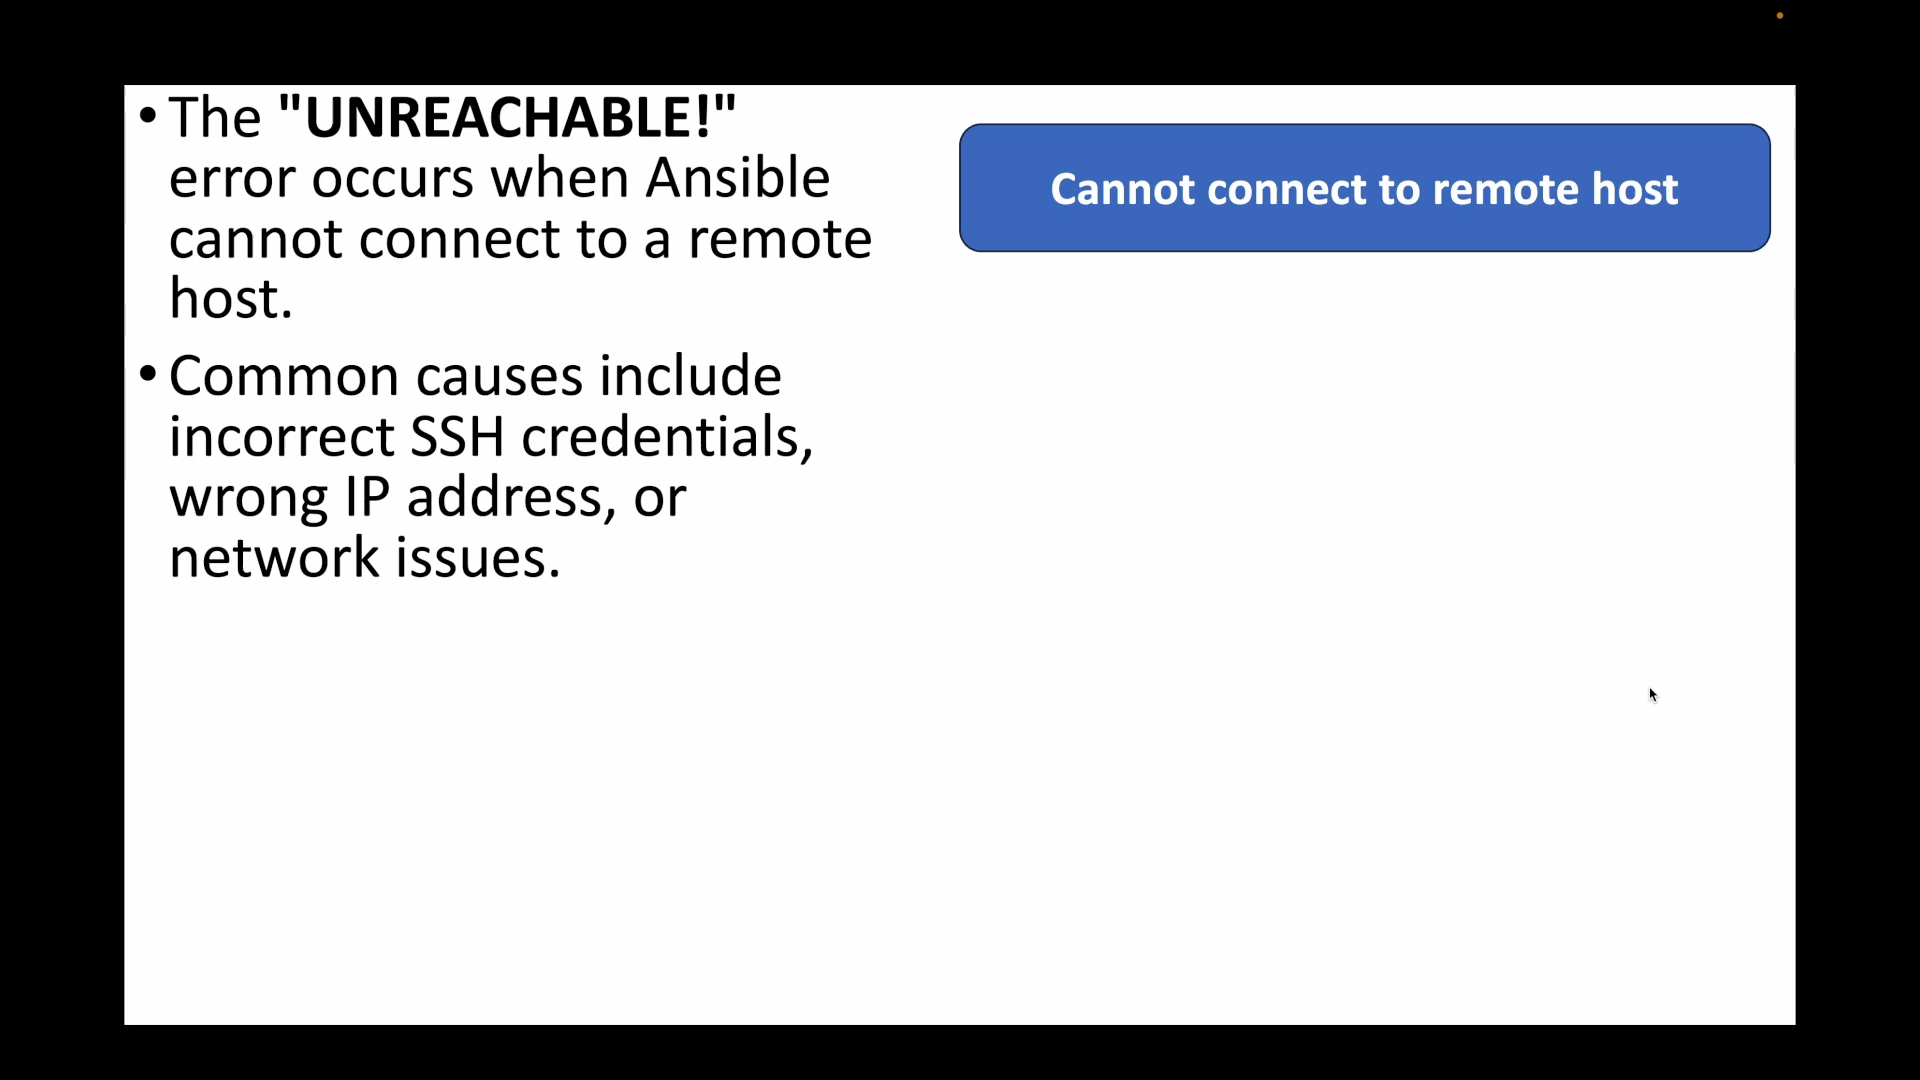 • The "UNREACHABLE!"
error occurs when Ansible
cannot connect to a remote
host.
• Common causes include
incorrect SSH credentials,
wrong IP address, or
network issues.
Cannot connect to remote host